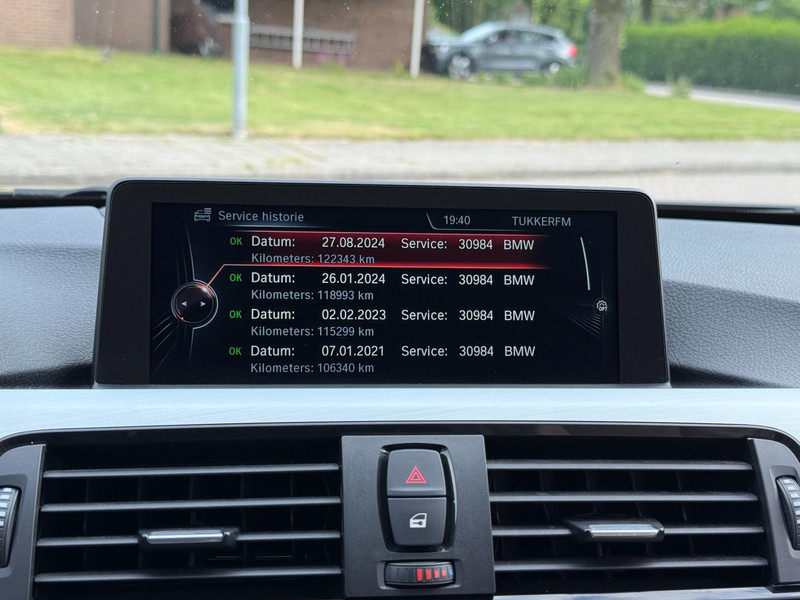 Service historie 19:40 TUKKERFM
OK Datum: 27.08.2024 Service: 30984 BMW
Kilometers: 122343 km
OK Datum: 26.01.2024 Service: 30984 BMW
Kilometers: 118993 km
OK Datum: 02.02.2023 Service: 30984 BMW
Kilometers: 115299 km
OK Datum: 07.01.2021 Service: 30984 BMW
Kilometers: 106340 km
OFF